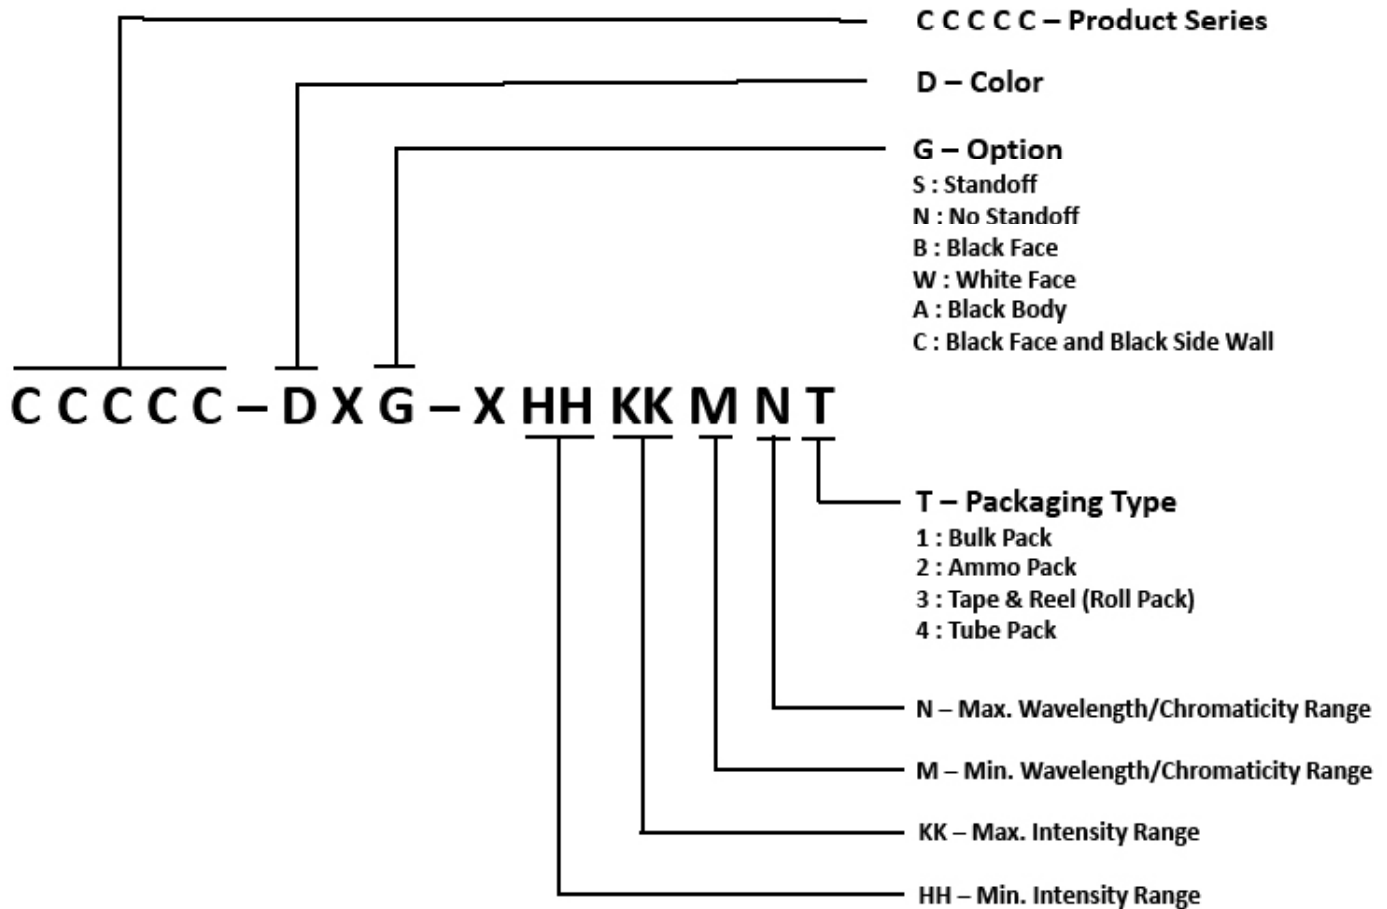 C C C C C – Product Series
D – Color
G – Option
S : Standoff
N : No Standoff
B : Black Face
W : White Face
A : Black Body
C : Black Face and Black Side Wall
C C C C C – D X G – X HH KK M N T
T – Packaging Type
1 : Bulk Pack
2 : Ammo Pack
3 : Tape & Reel (Roll Pack)
4 : Tube Pack
N – Max. Wavelength/Chromaticity Range
M – Min. Wavelength/Chromaticity Range
KK – Max. Intensity Range
HH – Min. Intensity Range